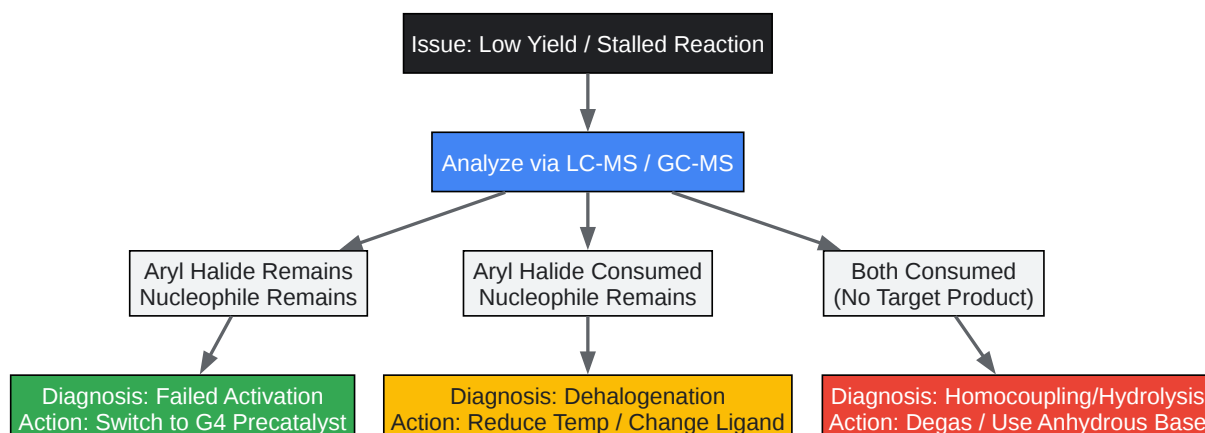 Issue: Low Yield / Stalled Reaction
Analyze via LC-MS / GC-MS
Aryl Halide Remains
Nucleophile Remains
Aryl Halide Consumed
Nucleophile Remains
Both Consumed
(No Target Product)
Diagnosis: Failed Activation
Action: Switch to G4 Precatalyst
Diagnosis: Dehalogenation
Action: Reduce Temp / Change Ligand
Diagnosis: Homocoupling/Hydrolysis
Action: Degas / Use Anhydrous Base